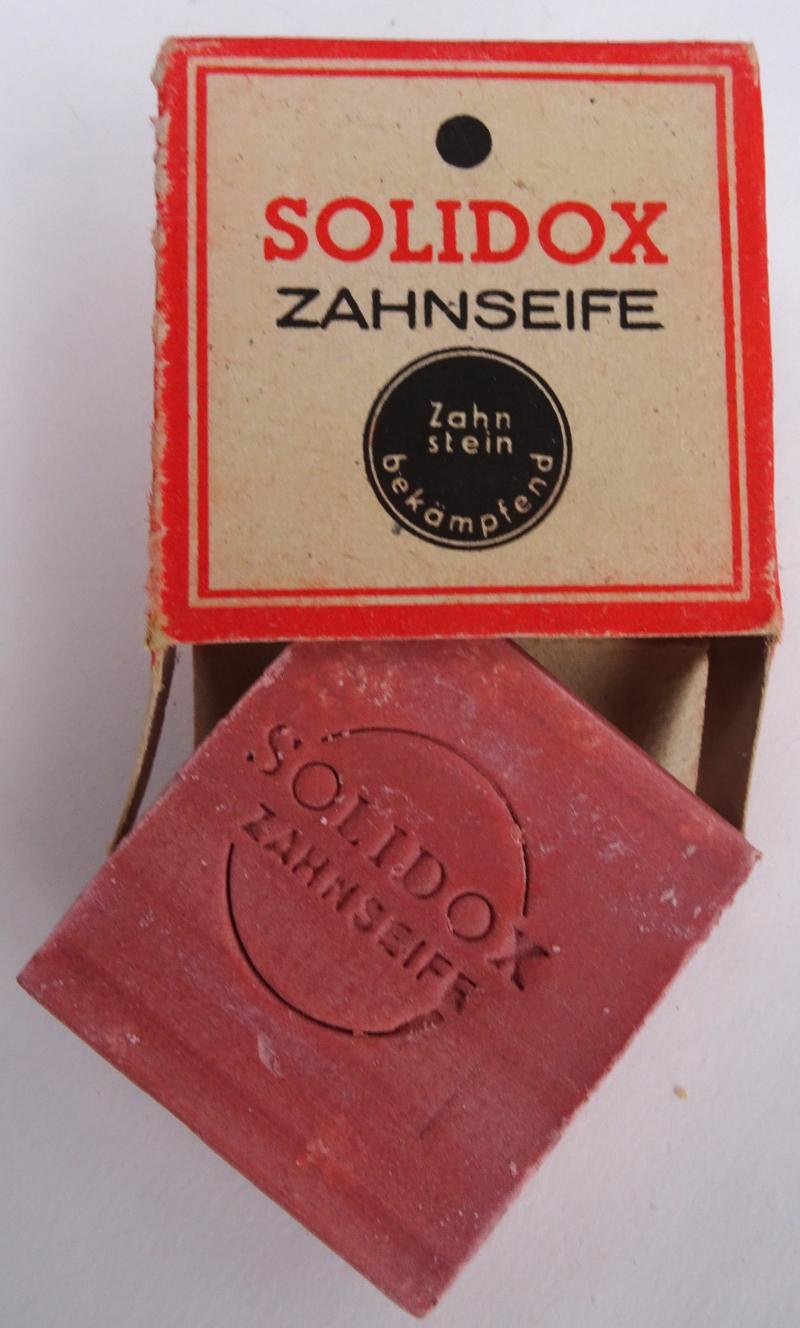 SOLIDOX
ZAHNSEIFE
Zahn
stein
bekämpfend
SOLIDOX
ZAHNSEIFE